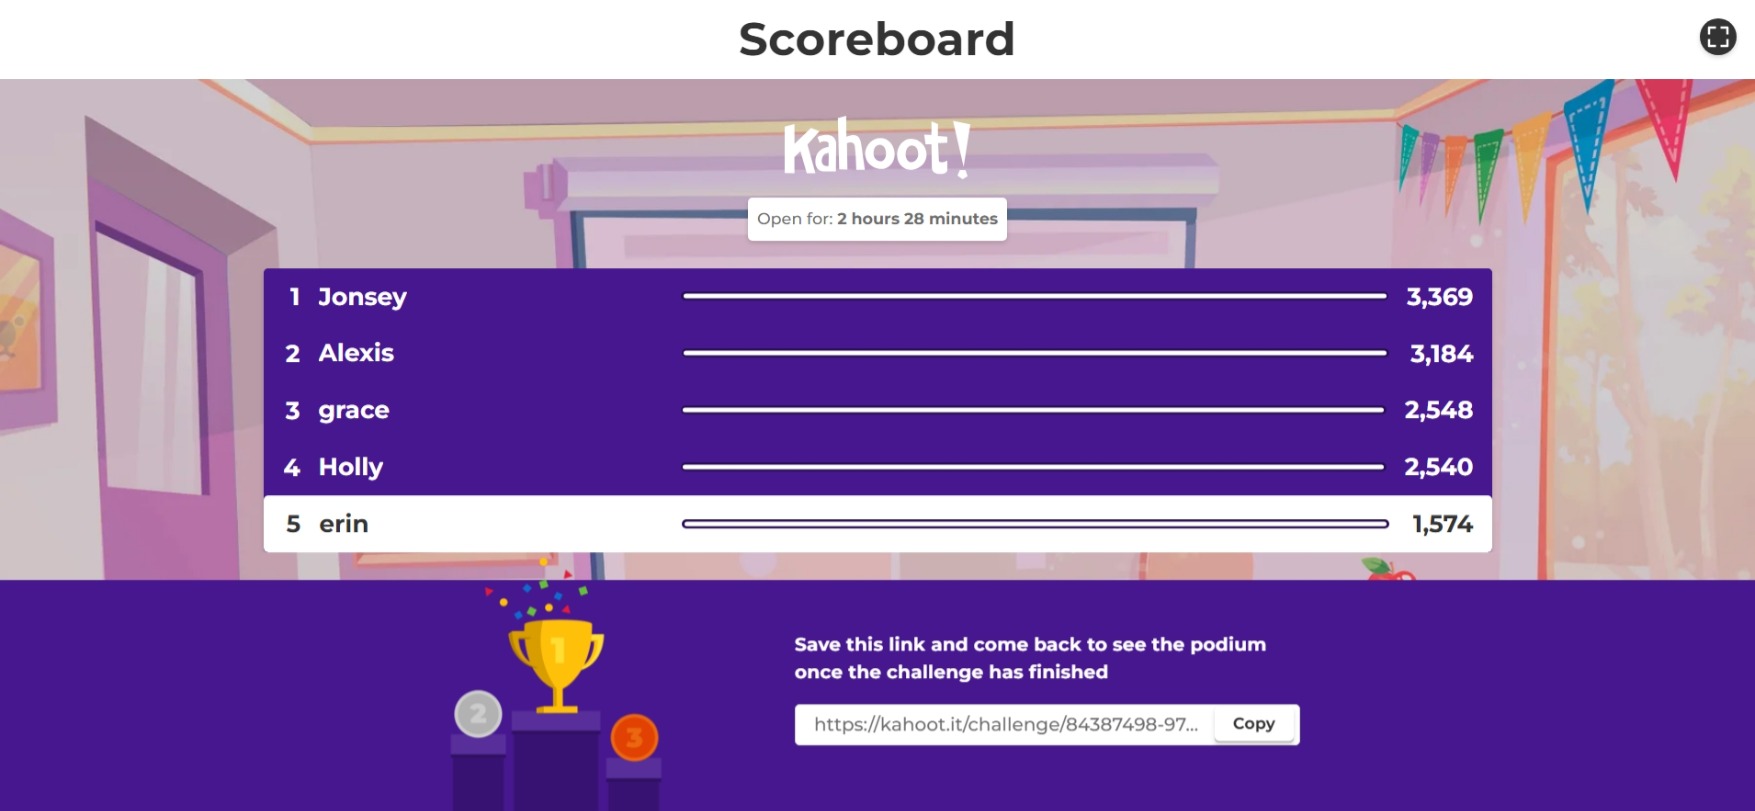 Scoreboard
Kahoot!
Open for: 2 hours 28 minutes
1 Jonsey 3,369
2 Alexis 3,184
3 grace 2,548
4 Holly 2,540
5 erin 1,574
1
2
3
Save this link and come back to see the podium
once the challenge has finished
https://kahoot.it/challenge/84387498-97... Copy